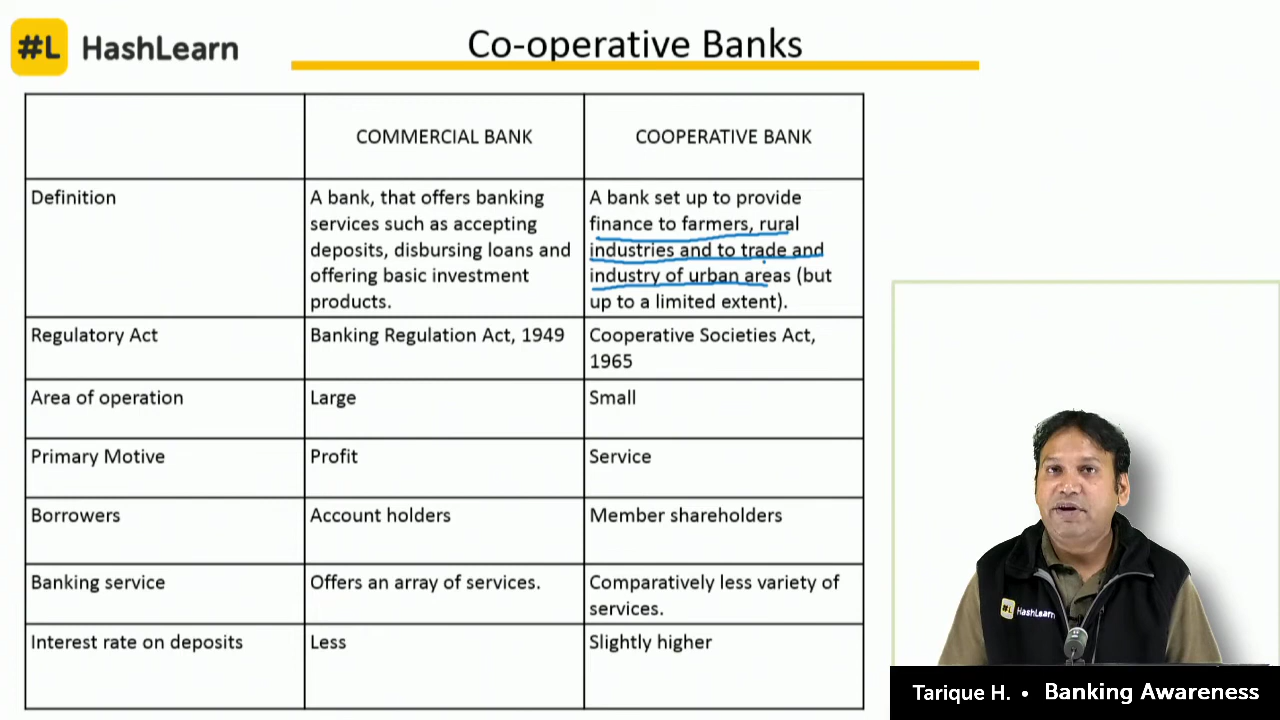 #L HashLearn
Co-operative Banks
COMMERCIAL BANK
COOPERATIVE BANK
Definition
A bank, that offers banking
services such as accepting
deposits, disbursing loans and
offering basic investment
products.
A bank set up to provide
finance to farmers, rural
industries and to trade and
industry of urban areas (but
up to a limited extent).
Regulatory Act
Banking Regulation Act, 1949
Cooperative Societies Act,
1965
Area of operation
Large
Small
Primary Motive
Profit
Service
Borrowers
Account holders
Member shareholders
Banking service
Offers an array of services.
Comparatively less variety of
services.
Interest rate on deposits
Less
Slightly higher
#L HashLearn
Tarique H. • Banking Awareness